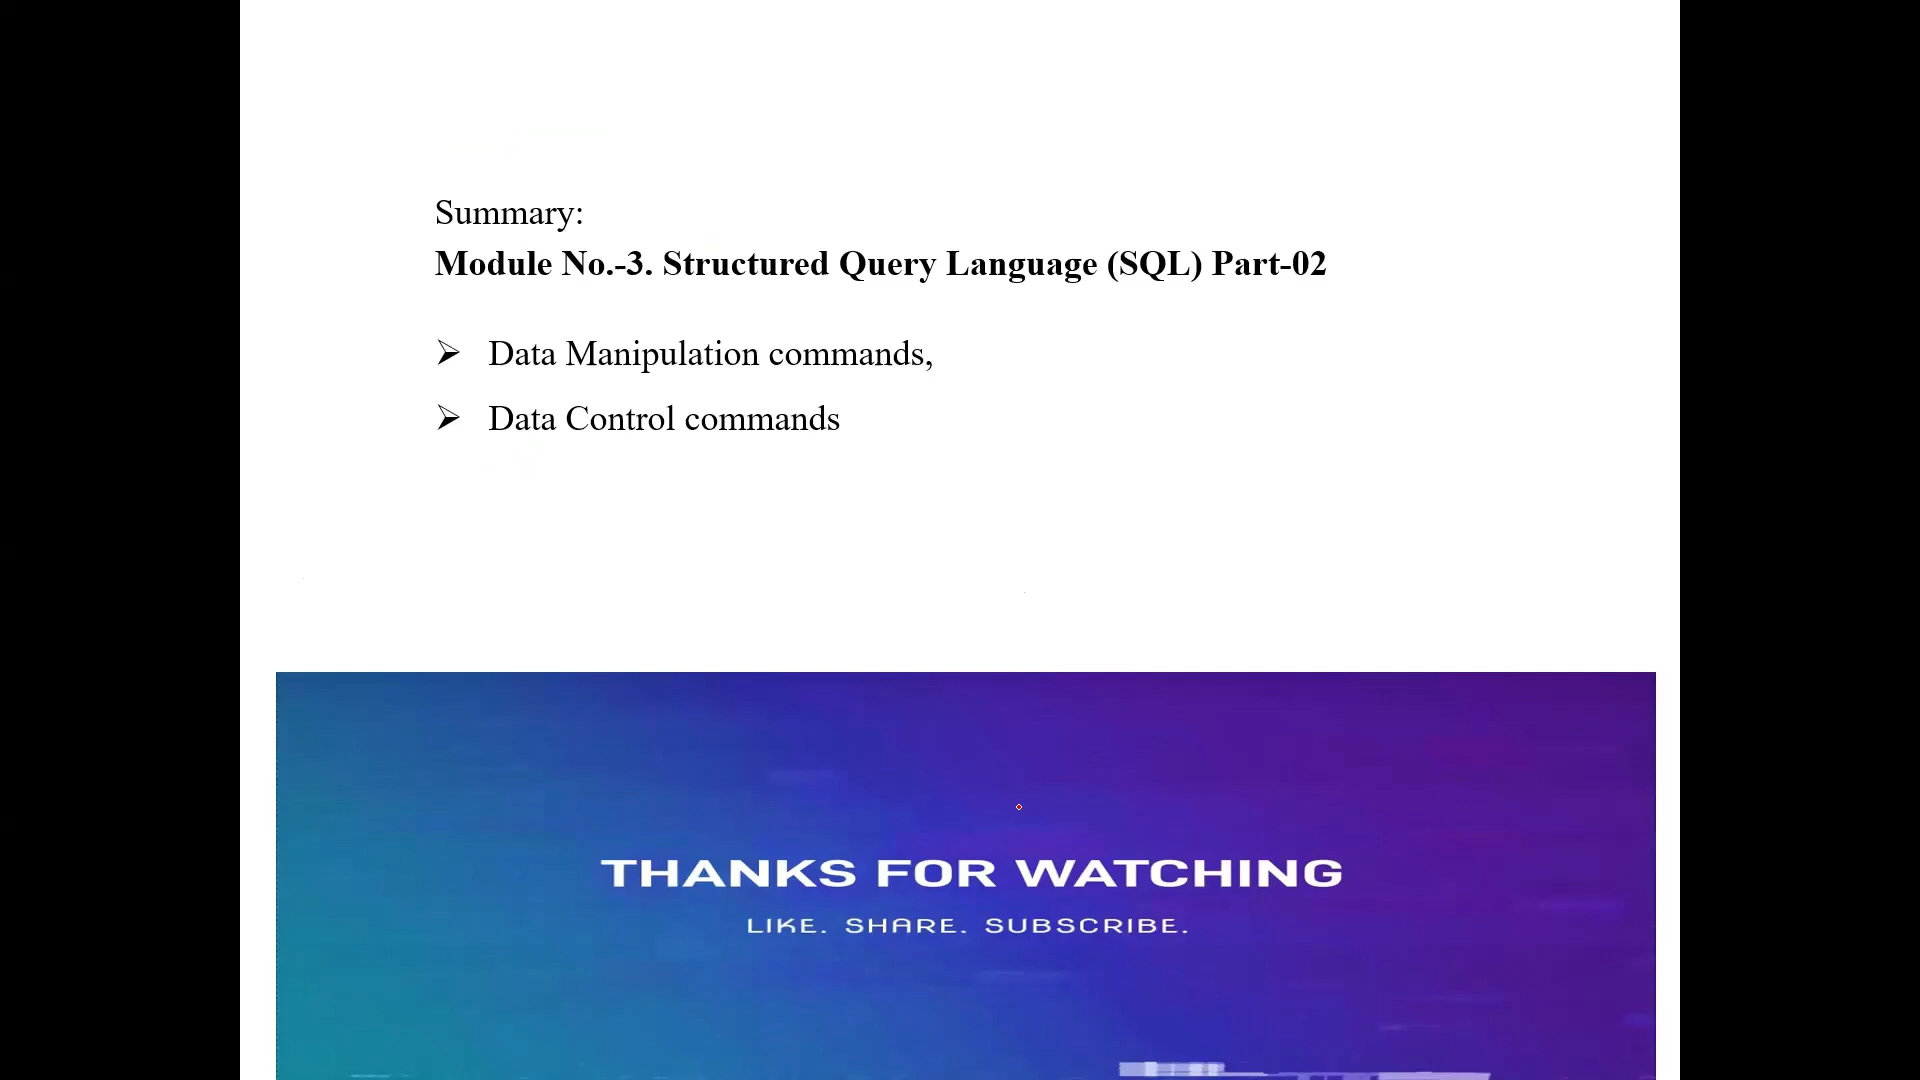 Summary:
Module No.-3. Structured Query Language (SQL) Part-02
➢ Data Manipulation commands,
➢ Data Control commands
THANKS FOR WATCHING
LIKE. SHARE. SUBSCRIBE.